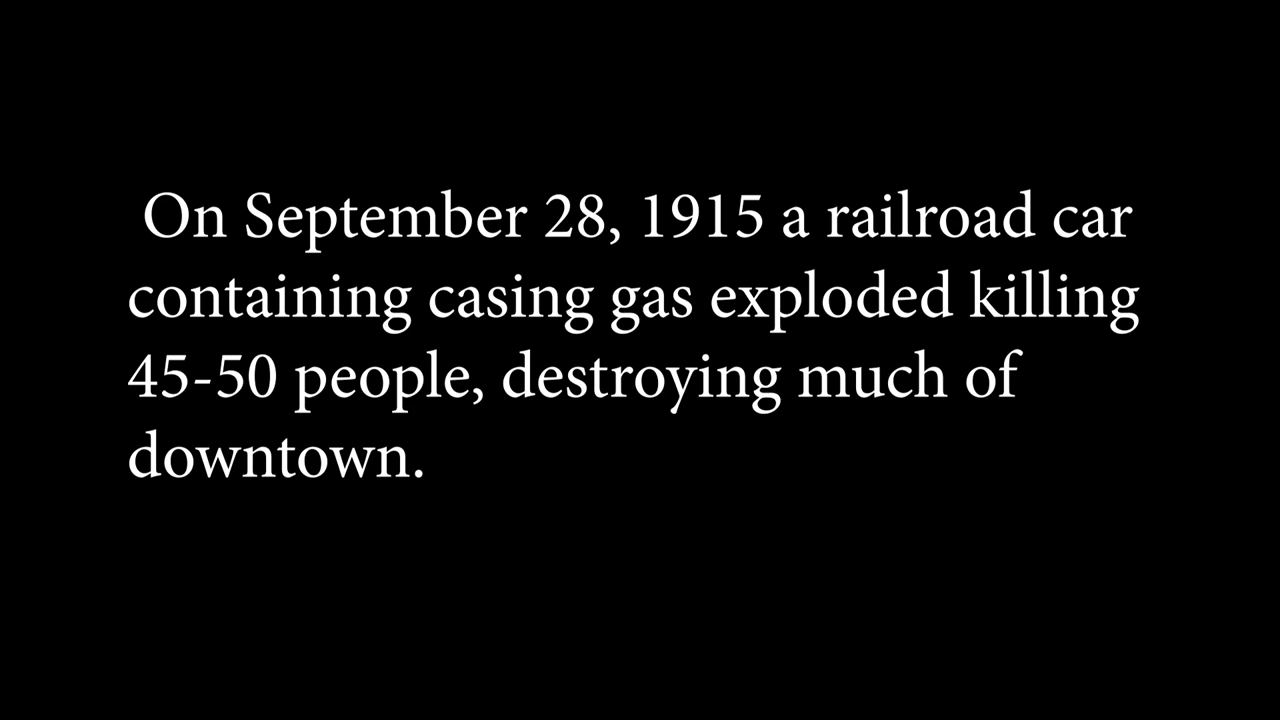 On September 28, 1915 a railroad car
containing casing gas exploded killing
45-50 people, destroying much of
downtown.